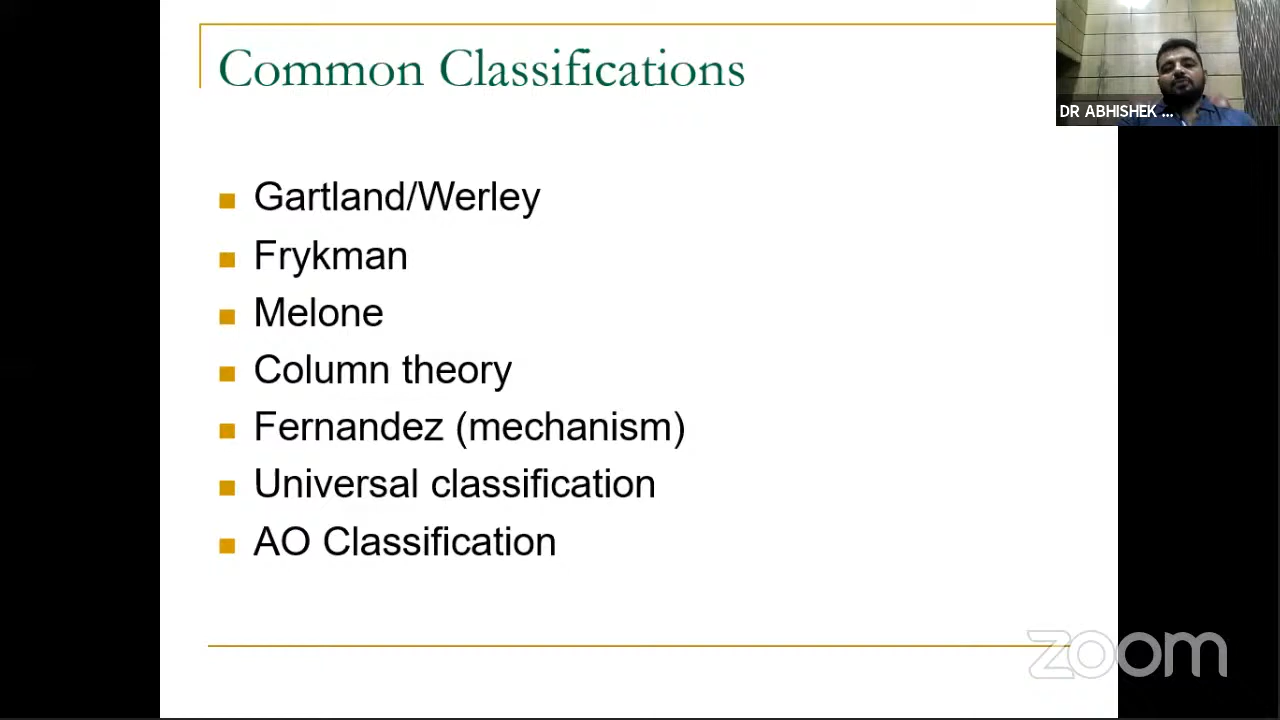 Common Classifications
DR ABHISHEK ...
Gartland/Werley
Frykman
Melone
Column theory
Fernandez (mechanism)
Universal classification
AO Classification
zoom